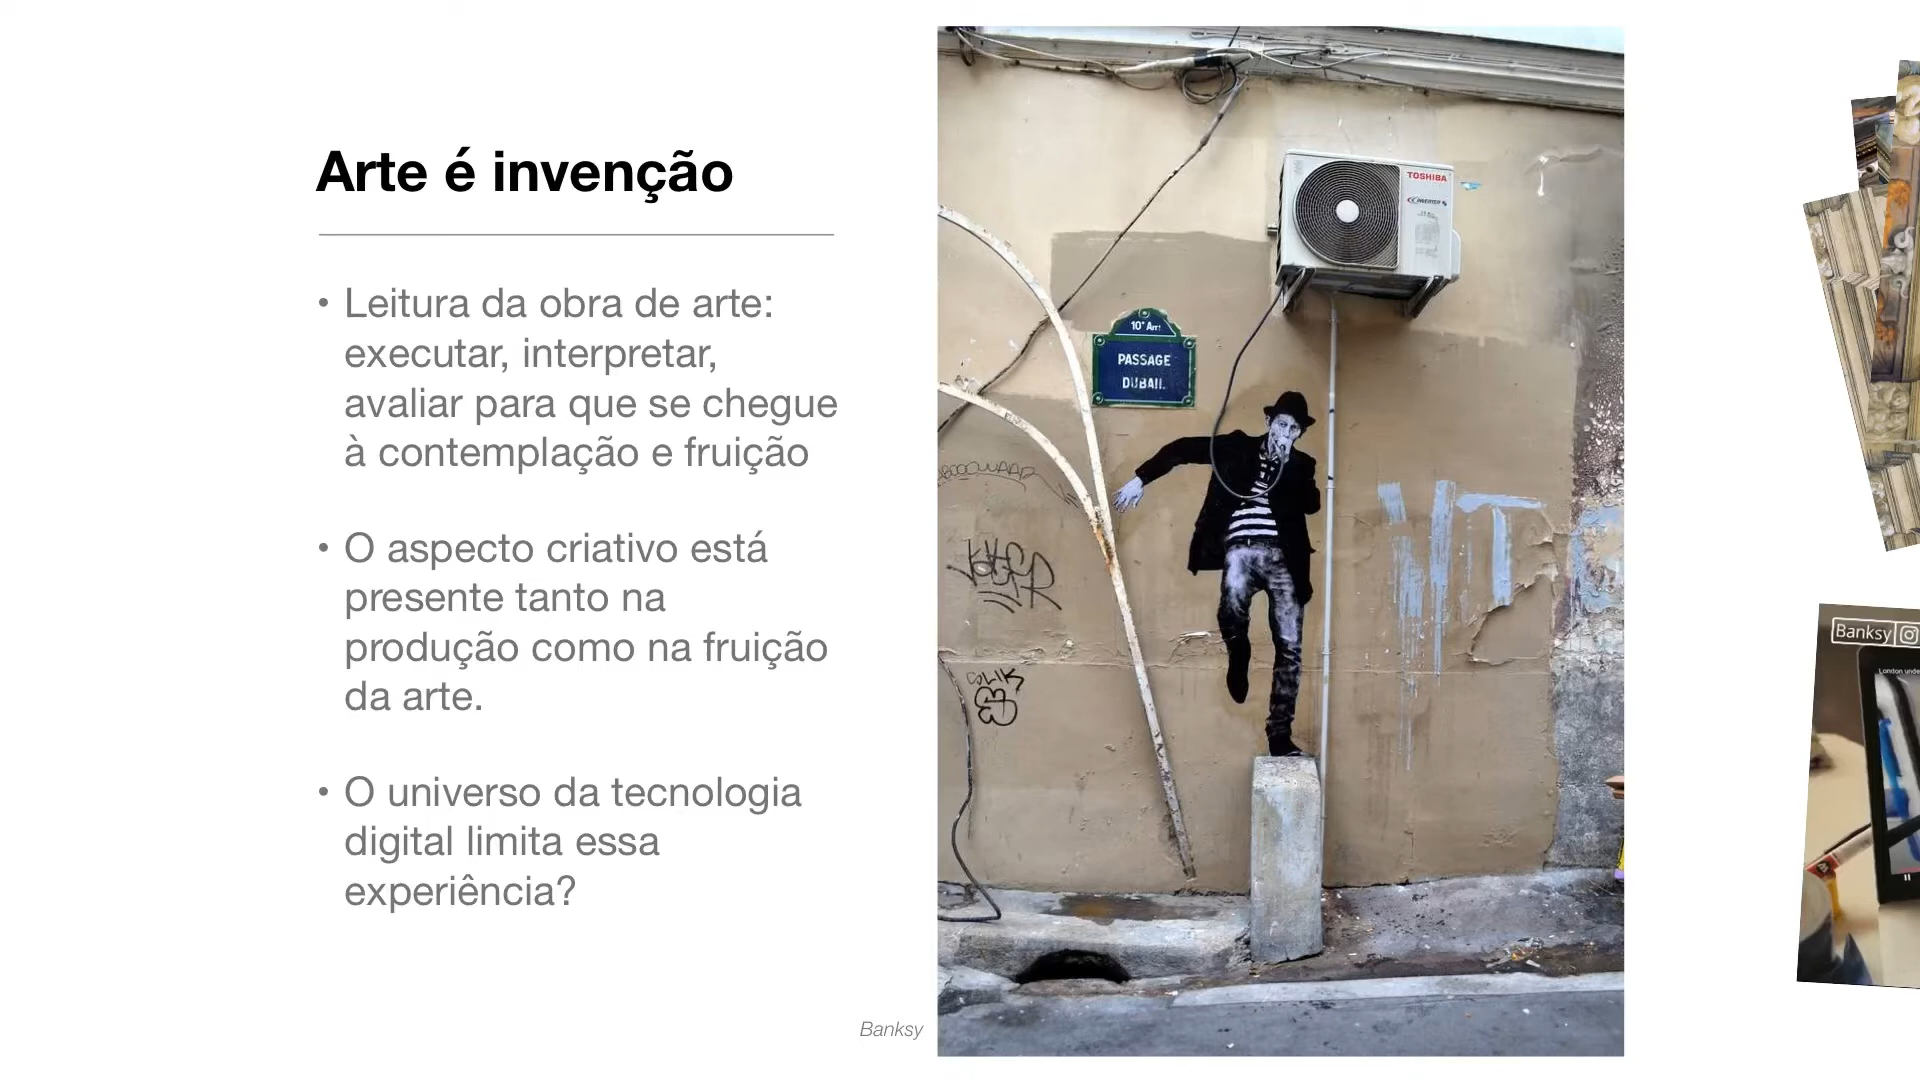 Arte é invenção
• Leitura da obra de arte:
executar, interpretar,
avaliar para que se chegue
à contemplação e fruição
• O aspecto criativo está
presente tanto na
produção como na fruição
da arte.
• O universo da tecnologia
digital limita essa
experiência?
Banksy
TOSHIBA
INVERTER
10e Arrt
PASSAGE
DUBAIL
Banksy